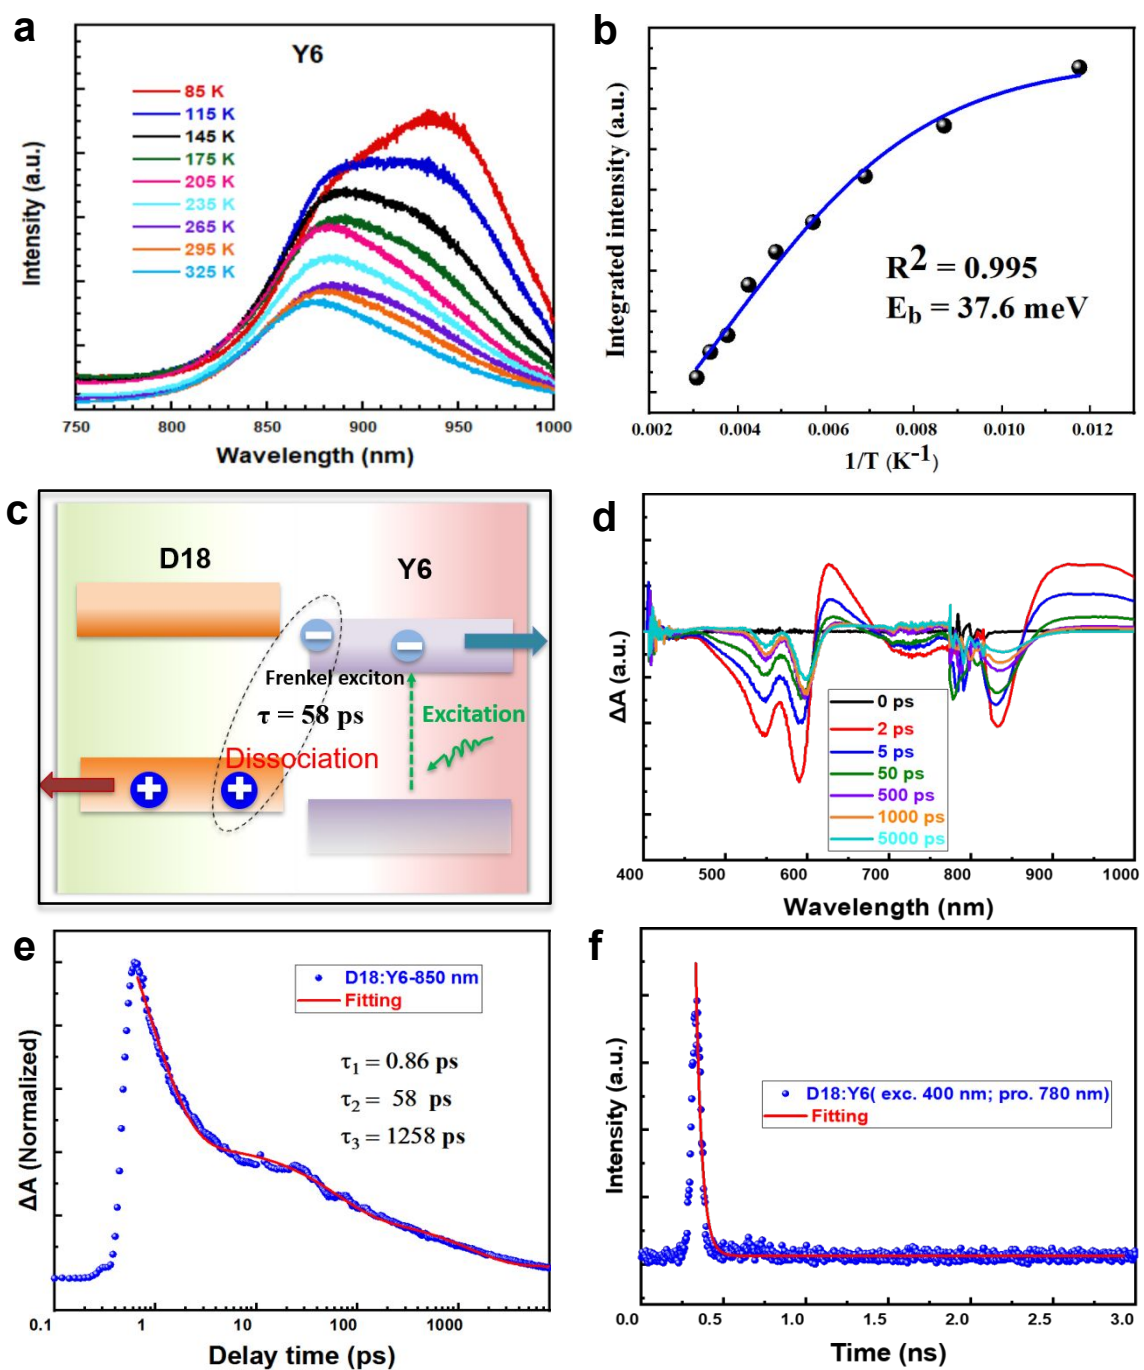 a
Y6
85 K
115 K
145 K
175 K
205 K
235 K
265 K
295 K
325 K
Intensity (a.u.)
750 800 850 900 950 1000
Wavelength (nm)
b
Integrated intensity (a.u.)
R² = 0.995
E_b = 37.6 meV
0.002 0.004 0.006 0.008 0.010 0.012
1/T (K⁻¹)
c
D18
Y6
Frenkel exciton
τ = 58 ps
Excitation
Dissociation
d
ΔA (a.u.)
0 ps
2 ps
5 ps
50 ps
500 ps
1000 ps
5000 ps
400 500 600 700 800 900 1000
Wavelength (nm)
e
D18:Y6-850 nm
Fitting
τ₁ = 0.86 ps
τ₂ = 58 ps
τ₃ = 1258 ps
ΔA (Normalized)
0.1 1 10 100 1000
Delay time (ps)
f
D18:Y6( exc. 400 nm; pro. 780 nm)
Fitting
Intensity (a.u.)
0.0 0.5 1.0 1.5 2.0 2.5 3.0
Time (ns)